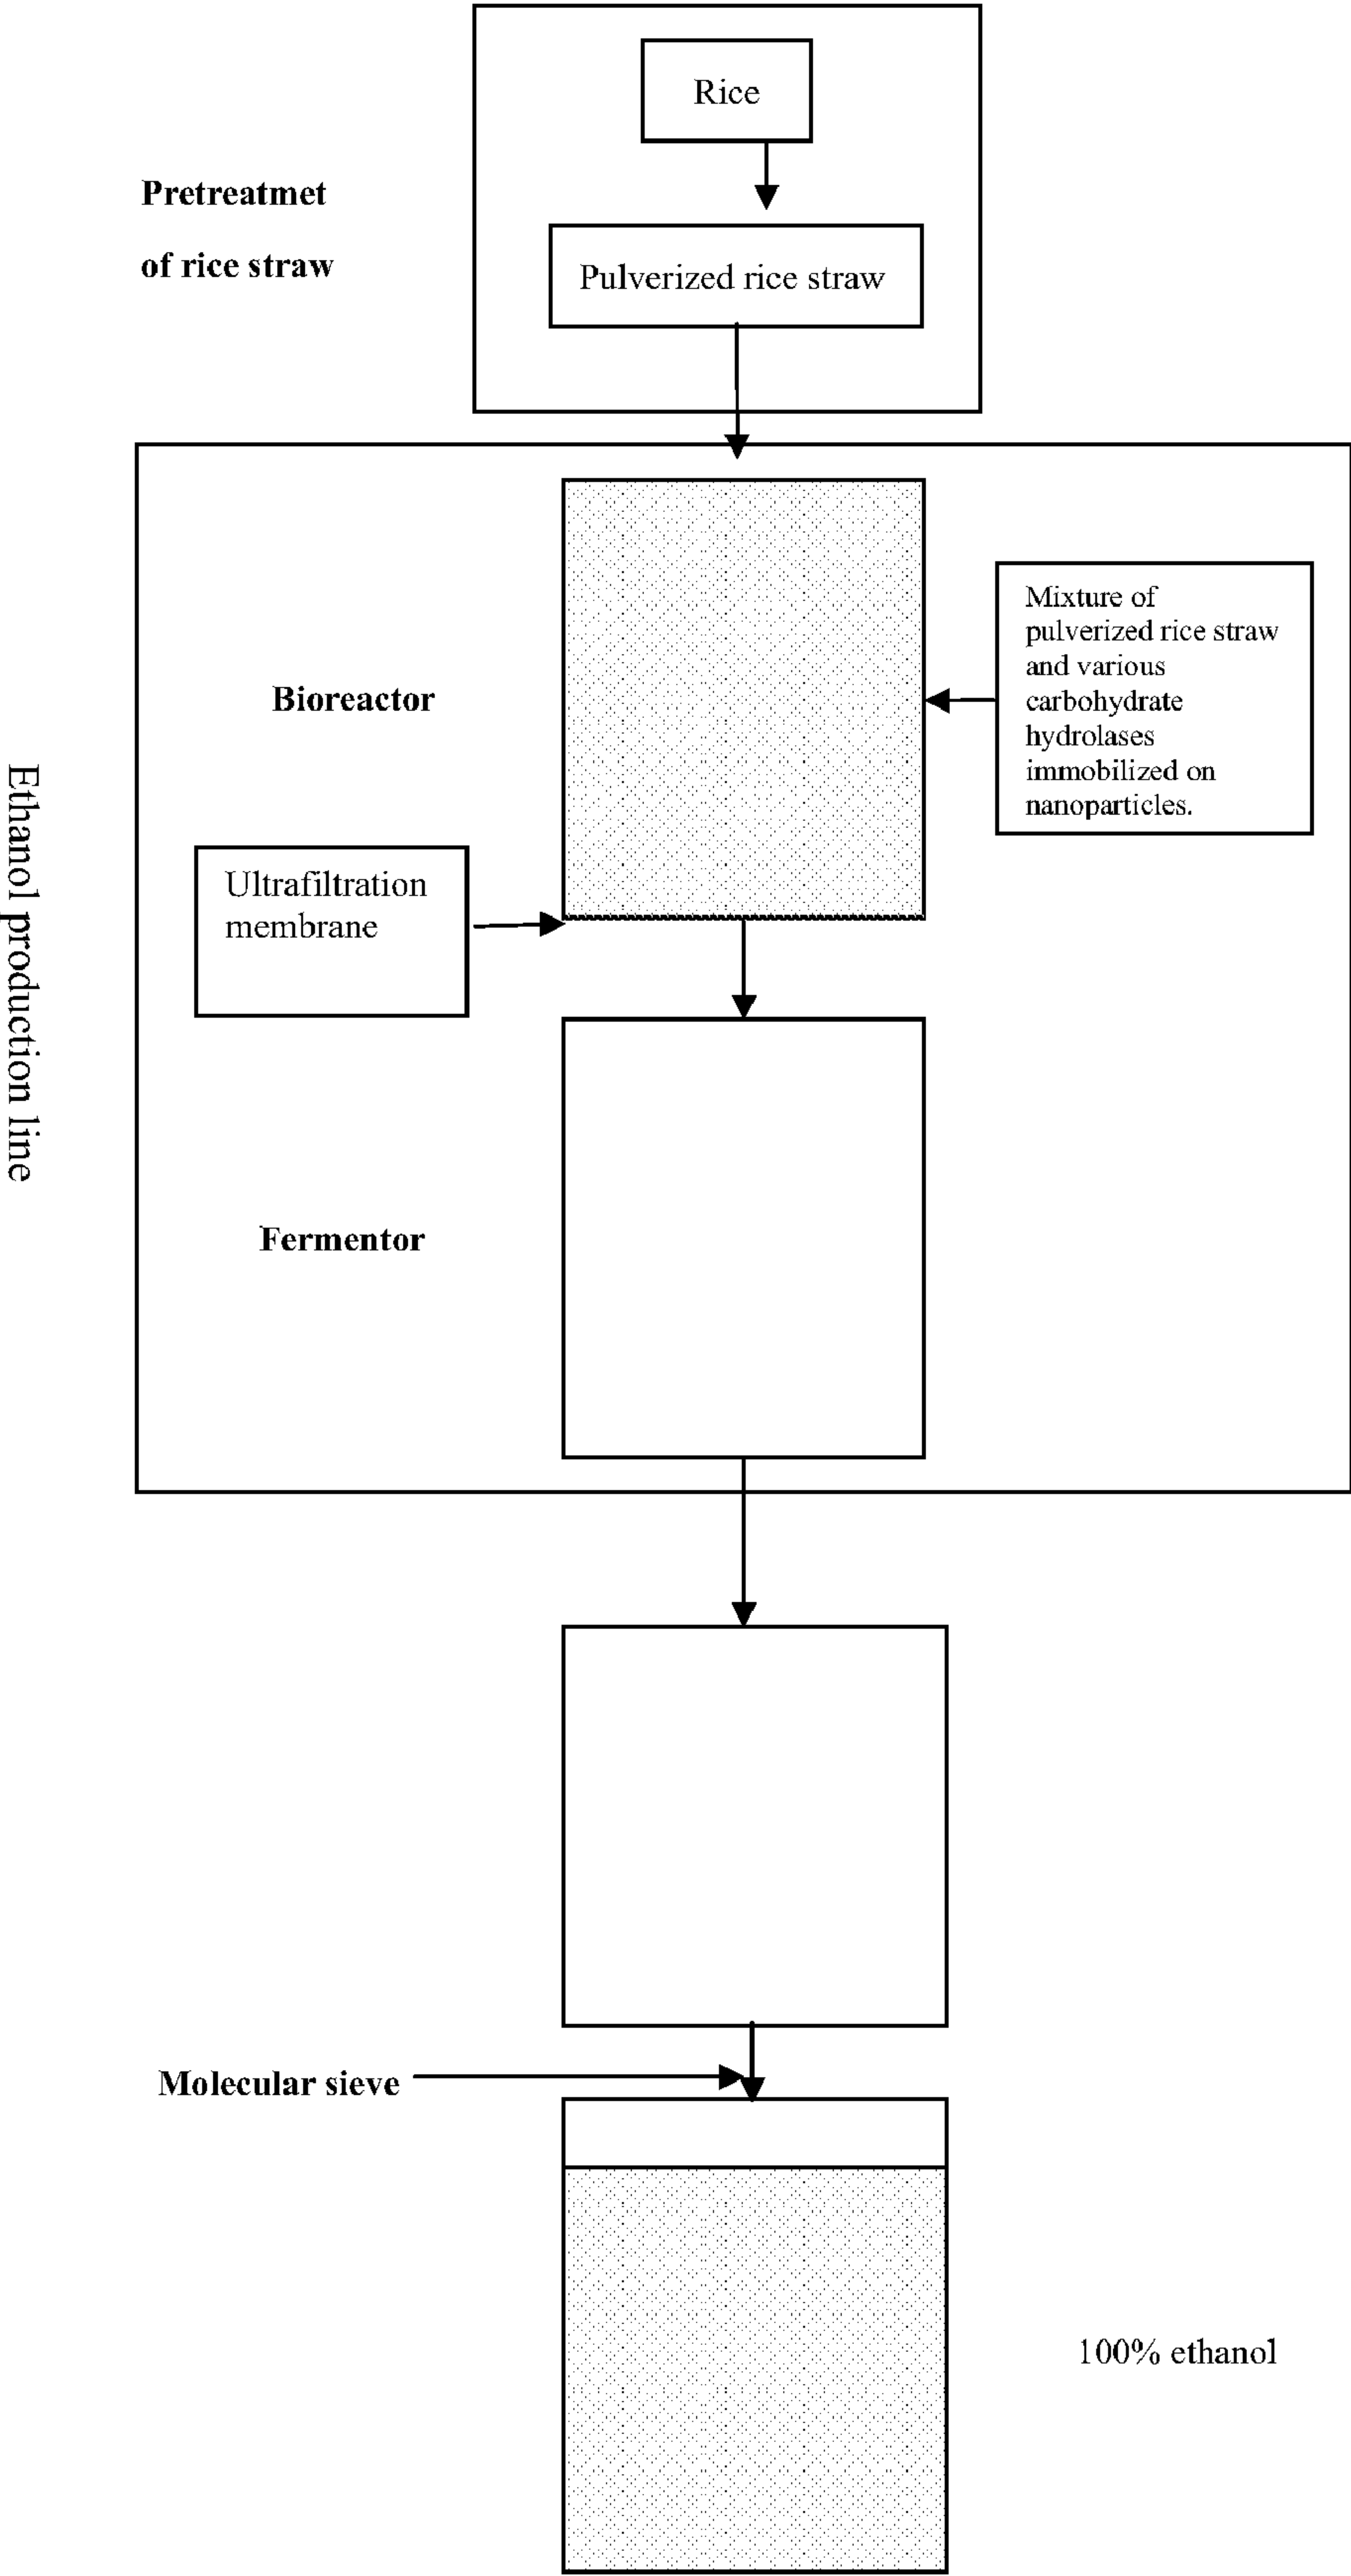 Rice
Pretreatmet
of rice straw
Pulverized rice straw
Mixture of
pulverized rice straw
and various
carbohydrate
hydrolases
immobilized on
nanoparticles.
Bioreactor
Ultrafiltration
membrane
Ethanol production line
Fermentor
Molecular sieve
100% ethanol